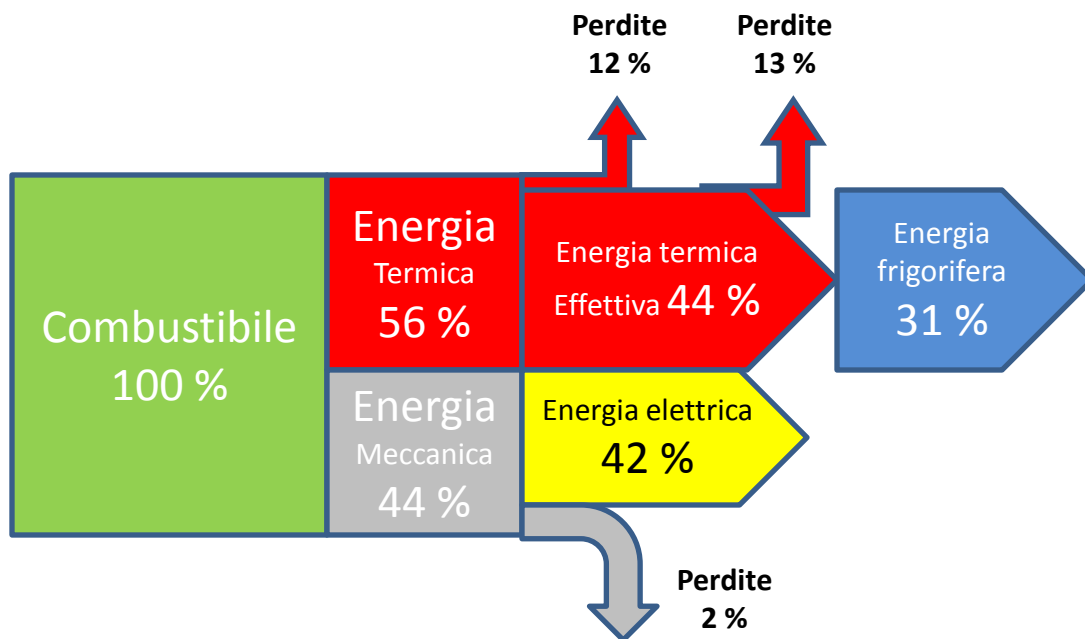 Perdite
12 %
Perdite
13 %
Combustibile
100 %
Energia
Termica
56 %
Energia termica
Effettiva 44 %
Energia
frigorifera
31 %
Energia
Meccanica
44 %
Energia elettrica
42 %
Perdite
2 %